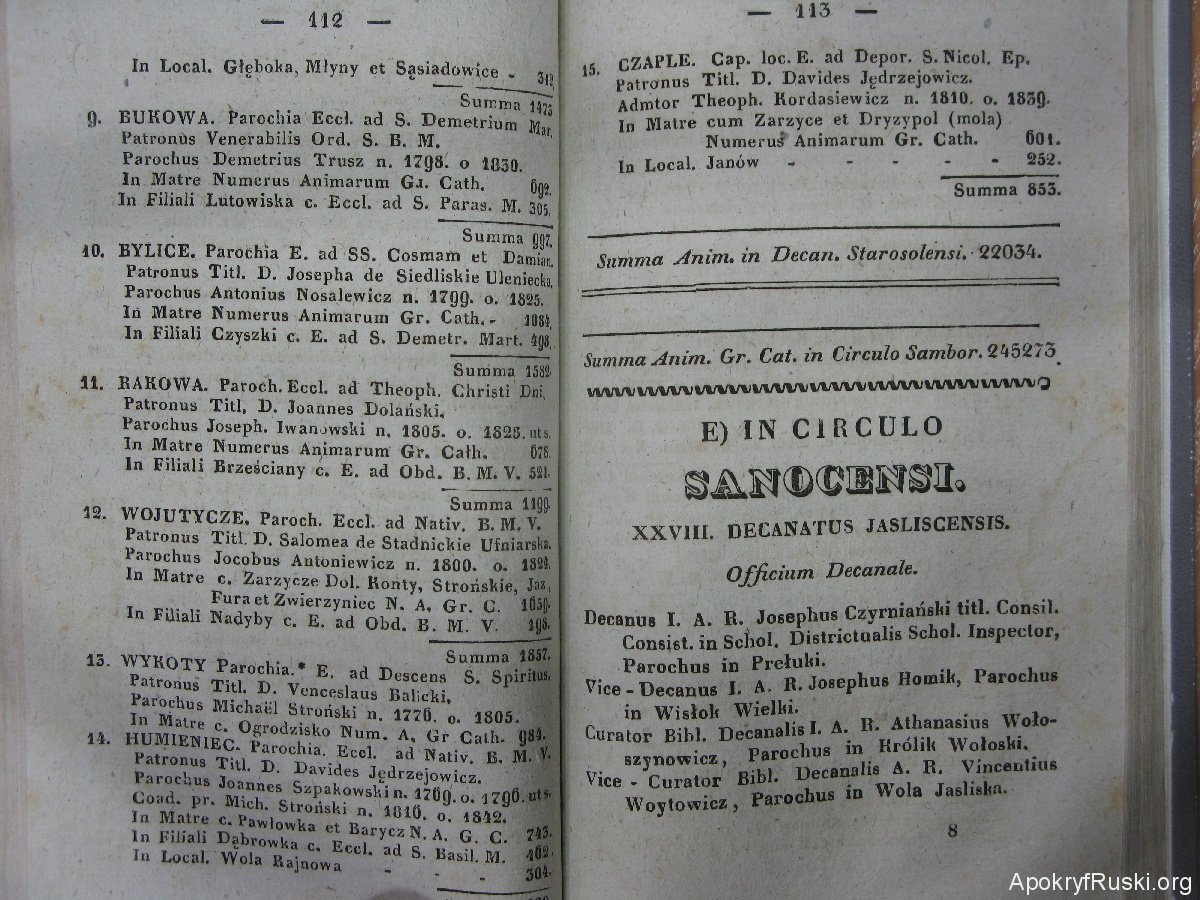 — 112 —
In Local. Głęboka, Młyny et Sąsiadowice - 312,
Summa 1473
9. BUKOWA. Parochia Eccl. ad S. Demetrium Mar,
Patronus Venerabilis Ord. S. B. M.
Parochus Demetrius Trusz n. 1798. o 1830.
In Matre Numerus Animarum Gr. Cath. 692.
In Filiali Lutowiska c. Eccl. ad S. Paras. M. 305.
Summa 997.
10. BYLICE. Parochia E. ad SS. Cosmam et Damian.
Patronus Titl. D. Josepha de Siedliskie Uleniecka.
Parochus Antonius Nosalewicz n. 1799. o. 1825.
In Matre Numerus Animarum Gr. Cath. - 1084,
In Filiali Czyszki c. E. ad S. Demetr. Mart. 498.
Summa 1582
11. RAKOWA. Paroch. Eccl. ad Theoph. Christi Dni.
Patronus Titl. D. Joannes Dolański.
Parochus Joseph. Iwanowski n. 1805. o. 1825. uts.
In Matre Numerus Animarum Gr. Cath. 678.
In Filiali Brześciany c. E. ad Obd. B. M. V. 521.
Summa 1199.
12. WOJUTYCZE. Paroch. Eccl. ad Nativ. B. M. V.
Patronus Titl. D. Salomea de Stadnickie Ufniarska.
Parochus Jocobus Antoniewicz n. 1800. o. 1824.
In Matre c. Zarzycze Dol. Konty, Strońskie, Jaz,
Fura et Zwierzyniec N. A. Gr. C. 1659.
In Filiali Nadyby c. E. ad Obd. B. M. V. 198.
Summa 1857.
13. WYKOTY Parochia.* E. ad Descens S. Spiritus.
Patronus Titl. D. Venceslaus Balicki.
Parochus Michaël Stroński n. 1776. o. 1805.
In Matre c. Ogrodzisko Num. A. Gr Cath. 984.
14. HUMIENIEC. Parochia. Eccl. ad Nativ. B. M. V.
Patronus Titl. D. Davides Jędrzejowicz.
Parochus Joannes Szpakowski n. 1769. o. 1796. uts.
Coad. pr. Mich. Stroński n. 1816. o. 1842.
In Matre c. Pawłowka et Barycz N. A. G. C. 743.
In Filiali Dąbrowka c. Eccl. ad S. Basil. M. 462.
In Local. Wola Rajnowa - - - 304.
— 113 —
15. CZAPLE. Cap. loc. E. ad Depor. S. Nicol. Ep.
Patronus Titl. D. Davides Jędrzejowicz.
Admtor Theoph. Kordasiewicz n. 1810. o. 1839.
In Matre cum Zarzyce et Dryzypol (mola)
Numerus Animarum Gr. Cath. 601.
In Local. Janów - - - - - 252.
Summa 853.
Summa Anim. in Decan. Starosolensi. 22034.
Summa Anim. Gr. Cat. in Circulo Sambor. 245273.
E) IN CIRCULO
SANOCENSI.
XXVIII. DECANATUS JASLISCENSIS.
Officium Decanale.
Decanus I. A. R. Josephus Czyrniański titl. Consil.
Consist. in Schol. Districtualis Schol. Inspector,
Parochus in Prełuki.
Vice - Decanus I. A. R. Josephus Homik, Parochus
in Wisłok Wielki.
Curator Bibl. Decanalis I. A. R. Athanasius Woło-
szynowicz, Parochus in Królik Wołoski.
Vice - Curator Bibl. Decanalis A. R. Vincentius
Woytowicz, Parochus in Wola Jasliska.
8
ApokryfRuski.org